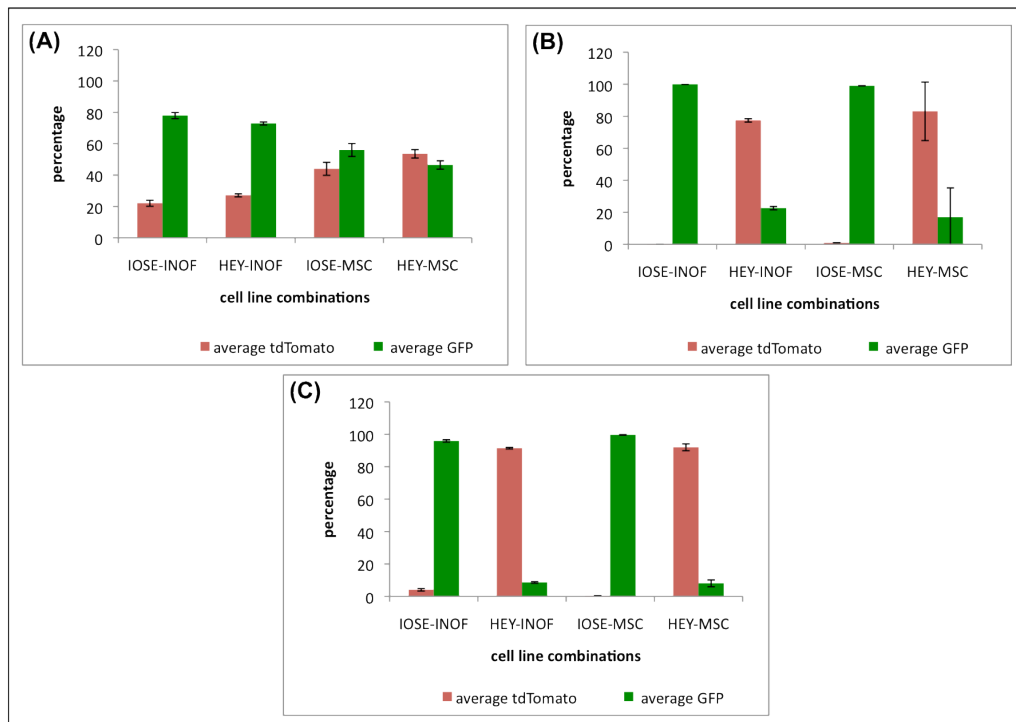 (A)
120
100
80
60
40
20
0
percentage
IOSE-INOF HEY-INOF IOSE-MSC HEY-MSC
cell line combinations
average tdTomato average GFP
(B)
120
100
80
60
40
20
0
percentage
IOSE-INOF HEY-INOF IOSE-MSC HEY-MSC
cell line combinations
average tdTomato average GFP
(C)
120
100
80
60
40
20
0
percentage
IOSE-INOF HEY-INOF IOSE-MSC HEY-MSC
cell line combinations
average tdTomato average GFP